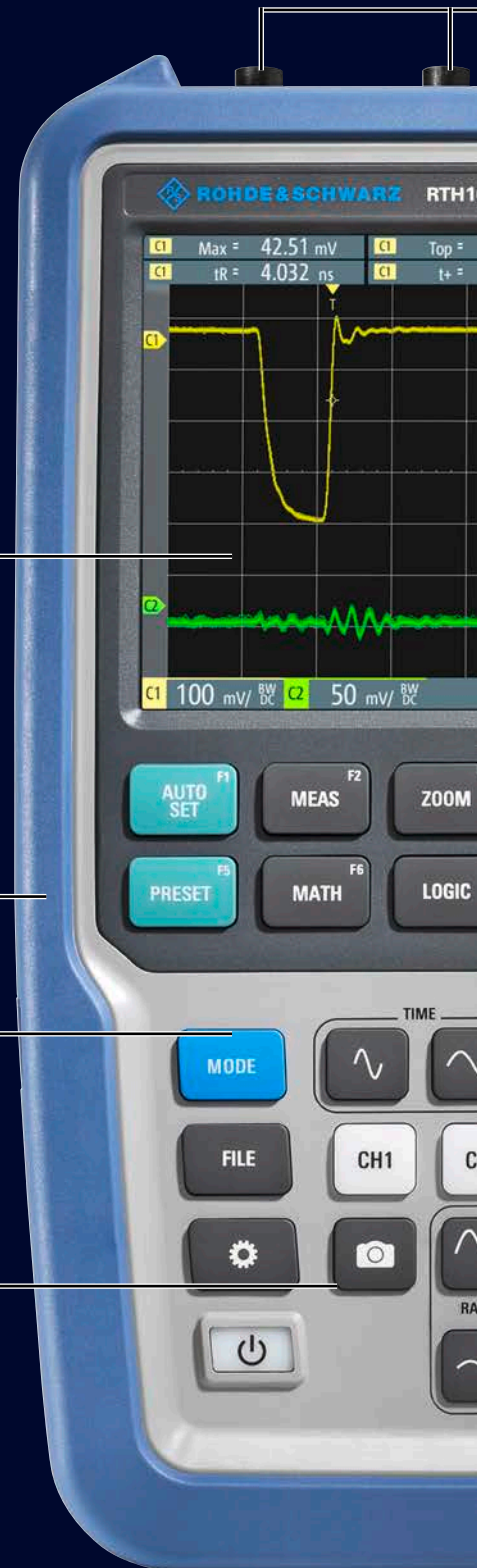 ROHDE & SCHWARZ RTH10
C1 Max = 42.51 mV C1 Top =
C1 tR = 4.032 ns C1 t+ =
T
C1
C2
C1 100 mV/ BW DC C2 50 mV/ BW DC
AUTO SET F1 MEAS F2 ZOOM
PRESET F5 MATH F6 LOGIC
TIME
MODE
FILE CH1 C
RA